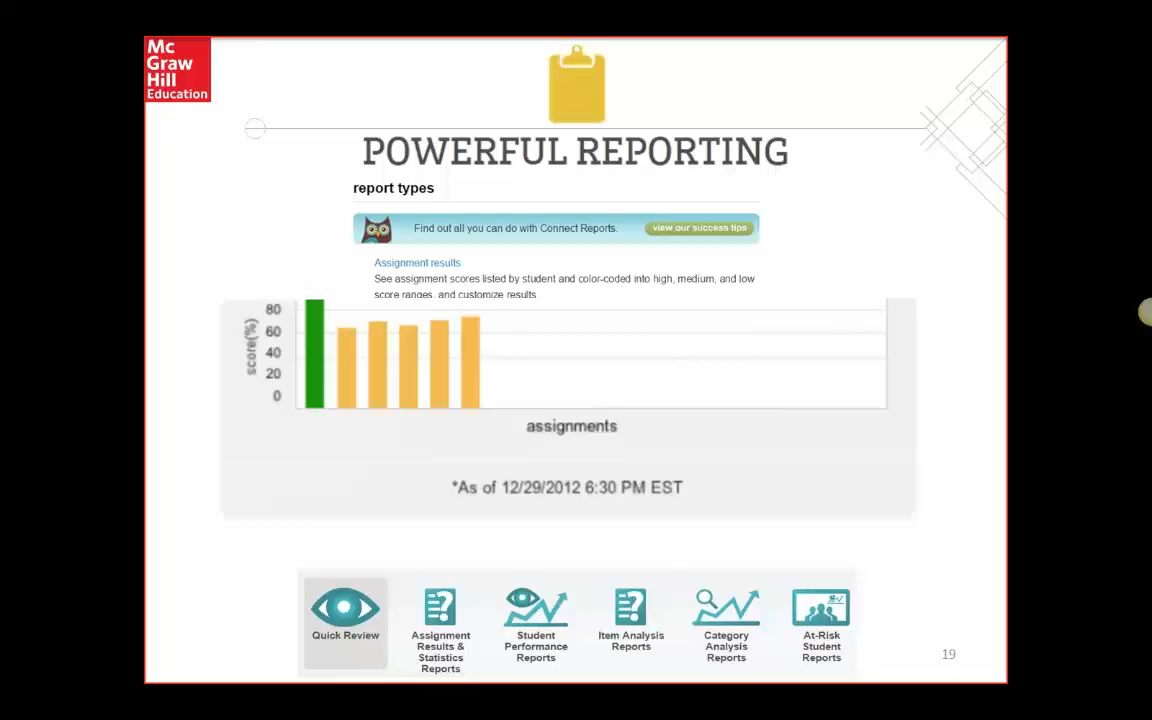 Mc
Graw
Hill
Education
POWERFUL REPORTING
report types
Find out all you can do with Connect Reports.
view our success tips
Assignment results
See assignment scores listed by student and color-coded into high, medium, and low
score ranges, and customize results.
score(%)
80
60
40
20
0
assignments
*As of 12/29/2012 6:30 PM EST
Quick Review
Assignment
Results &
Statistics
Reports
Student
Performance
Reports
Item Analysis
Reports
Category
Analysis
Reports
At-Risk
Student
Reports
19